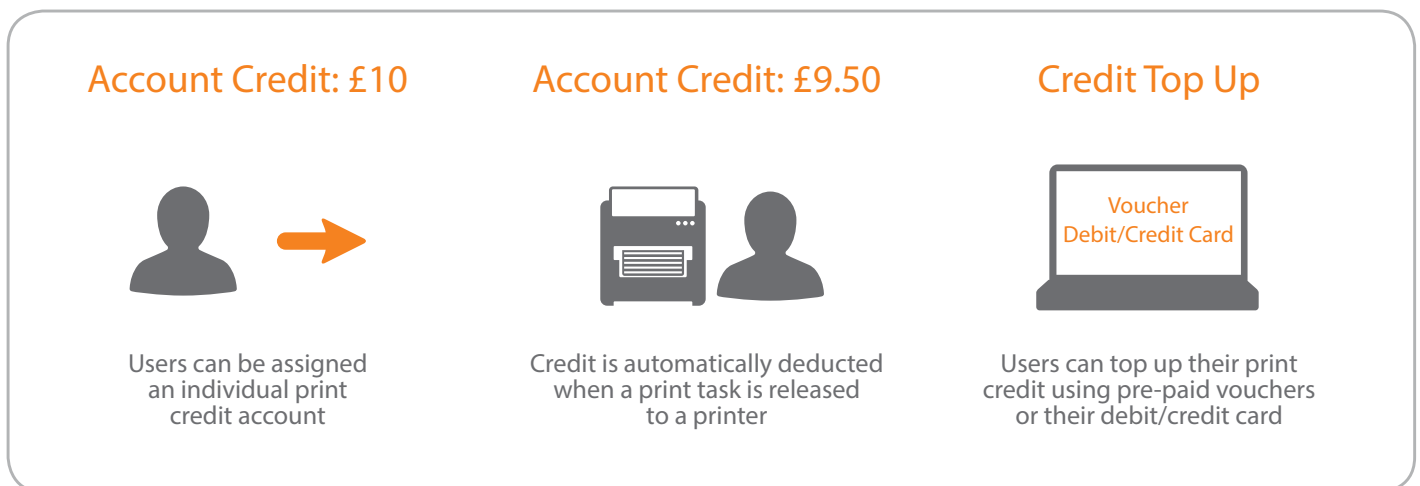 Account Credit: £10
Users can be assigned
an individual print
credit account
Account Credit: £9.50
Credit is automatically deducted
when a print task is released
to a printer
Credit Top Up
Voucher
Debit/Credit Card
Users can top up their print
credit using pre-paid vouchers
or their debit/credit card